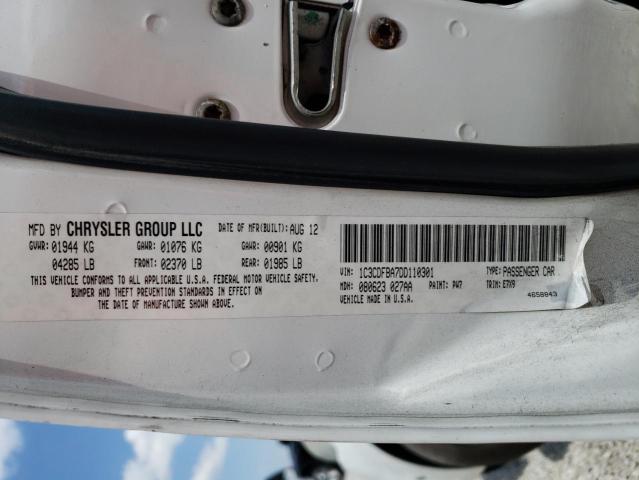 MFD BY CHRYSLER GROUP LLC DATE OF MFR(BUILT): AUG 12
GVWR: 01944 KG GAWR: 01076 KG GAWR: 00901 KG
04285 LB FRONT: 02370 LB REAR: 01985 LB
THIS VEHICLE CONFORMS TO ALL APPLICABLE U.S.A. FEDERAL MOTOR VEHICLE SAFETY,
BUMPER AND THEFT PREVENTION STANDARDS IN EFFECT ON
THE DATE OF MANUFACTURE SHOWN ABOVE.
VIN: 1C3CDFBA7DD110301 TYPE: PASSENGER CAR
MDH: 080623 027AA PAINT: PW7 TRIM: E7X9
VEHICLE MADE IN U.S.A. 4658843